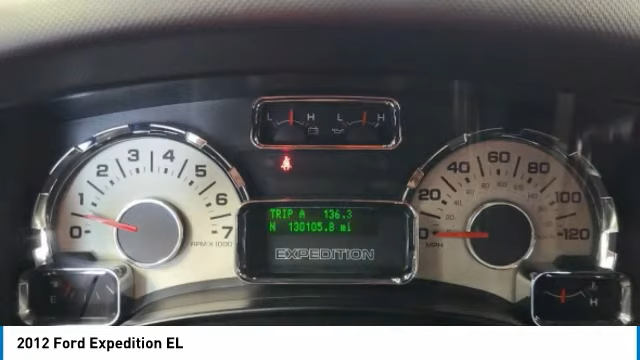 L H L H
0 1 2 3 4 5 6 7
RPM X 1000
TRIP A 136.3
N 130105.8 mi
EXPEDITION
0 20 40 60 80 100 120
MPH
E
H
2012 Ford Expedition EL